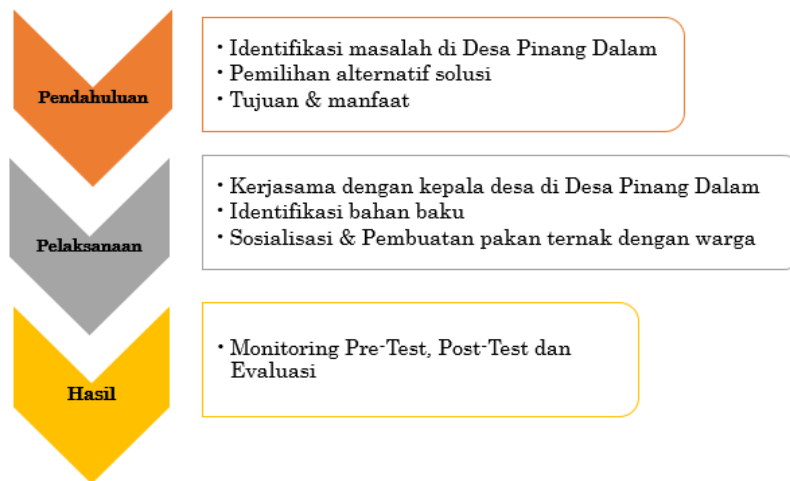 Pendahuluan
• Identifikasi masalah di Desa Pinang Dalam
• Pemilihan alternatif solusi
• Tujuan & manfaat
Pelaksanaan
• Kerjasama dengan kepala desa di Desa Pinang Dalam
• Identifikasi bahan baku
• Sosialisasi & Pembuatan pakan ternak dengan warga
Hasil
• Monitoring Pre-Test, Post-Test dan
Evaluasi